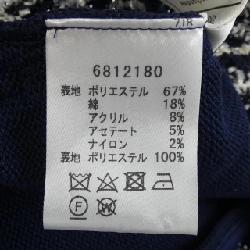 6812180
表地 ポリエステル 67%
綿 18%
アクリル 8%
アセテート 5%
ナイロン 2%
裏地 ポリエステル 100%
F W